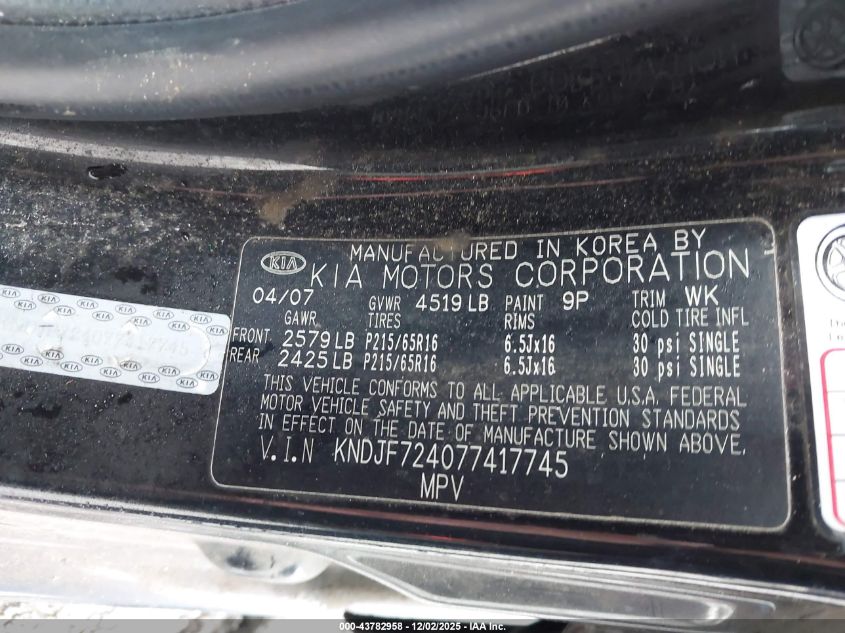 MANUFACTURED IN KOREA BY
KIA KIA MOTORS CORPORATION
04/07 GVWR 4519 LB PAINT 9P TRIM WK
GAWR TIRES RIMS COLD TIRE INFL
FRONT 2579 LB P215/65R16 6.5Jx16 30 psi SINGLE
REAR 2425 LB P215/65R16 6.5Jx16 30 psi SINGLE
THIS VEHICLE CONFORMS TO ALL APPLICABLE U.S.A. FEDERAL
MOTOR VEHICLE SAFETY AND THEFT PREVENTION STANDARDS
IN EFFECT ON THE DATE OF MANUFACTURE SHOWN ABOVE.
V.I.N KNDJF724077417745
MPV
000-43782958 - 12/02/2025 - IAA Inc.